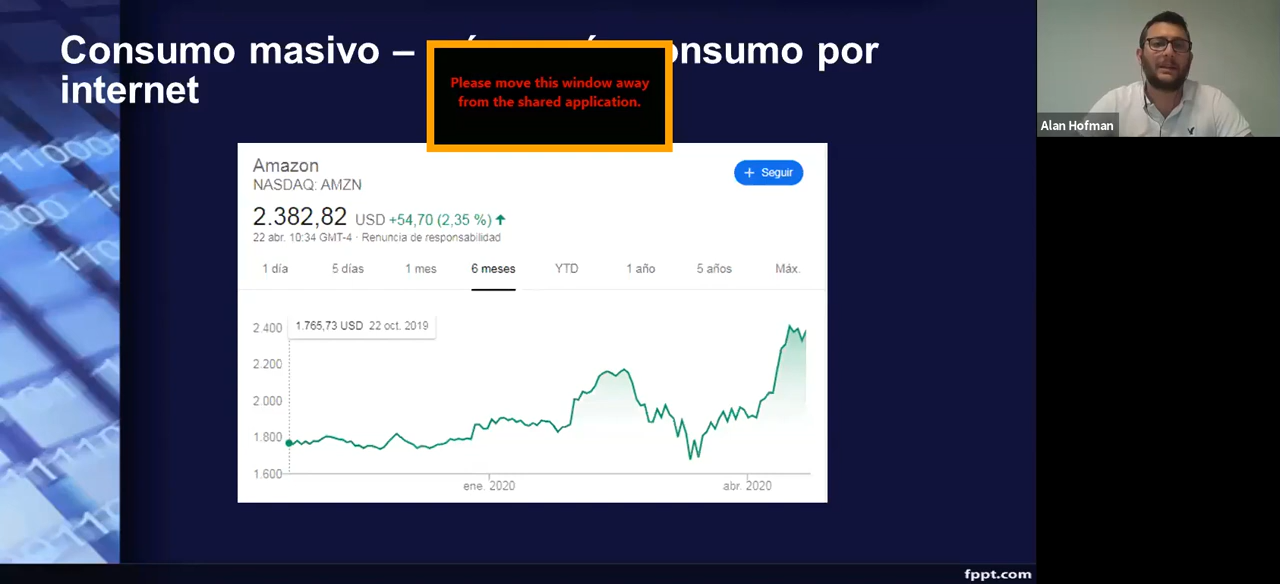 Consumo masivo – consumo por
internet
Please move this window away
from the shared application.
Alan Hofman
Amazon
NASDAQ: AMZN
+ Seguir
2.382,82 USD +54,70 (2,35 %) ↑
22 abr. 10:34 GMT-4 · Renuncia de responsabilidad
1 día 5 días 1 mes 6 meses YTD 1 año 5 años Máx.
1.765,73 USD 22 oct. 2019
2.400
2.200
2.000
1.800
1.600
ene. 2020 abr. 2020
fppt.com